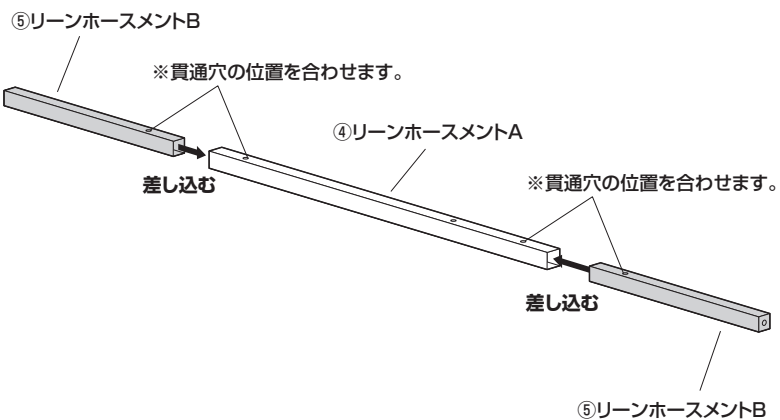 ⑤リーンホースメントB
※貫通穴の位置を合わせます。
④リーンホースメントA
差し込む
※貫通穴の位置を合わせます。
差し込む
⑤リーンホースメントB